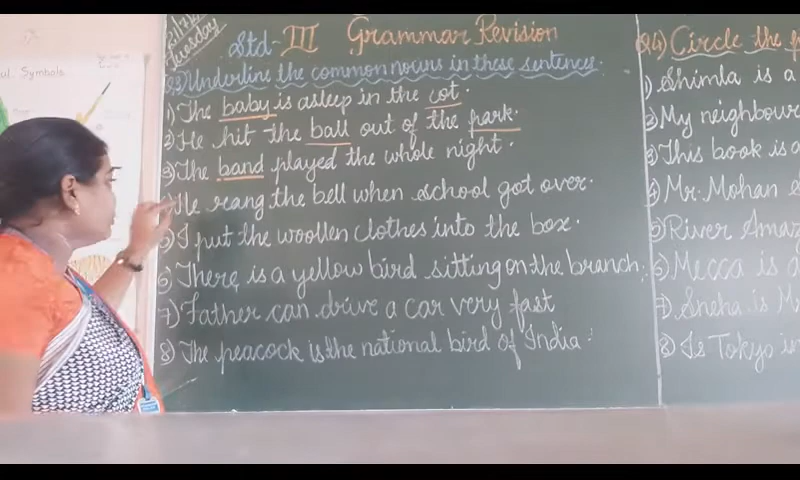 Tuesday
Std- III Grammar Revision
Q.3) Underline the common nouns in these sentences.
1) The baby is asleep in the cot.
2) He hit the ball out of the park.
3) The band played the whole night.
He rang the bell when school got over.
5) I put the woollen clothes into the box.
6) There is a yellow bird sitting on the branch.
7) Father can drive a car very fast
8) The peacock is the national bird of India.
Q.4) Circle the
1) Shimla is a
2) My neighbour
3) This book is a
4) Mr. Mohan
5) River
6) Mecca is
7) Sneha is
8) Is Tokyo in
Symbols